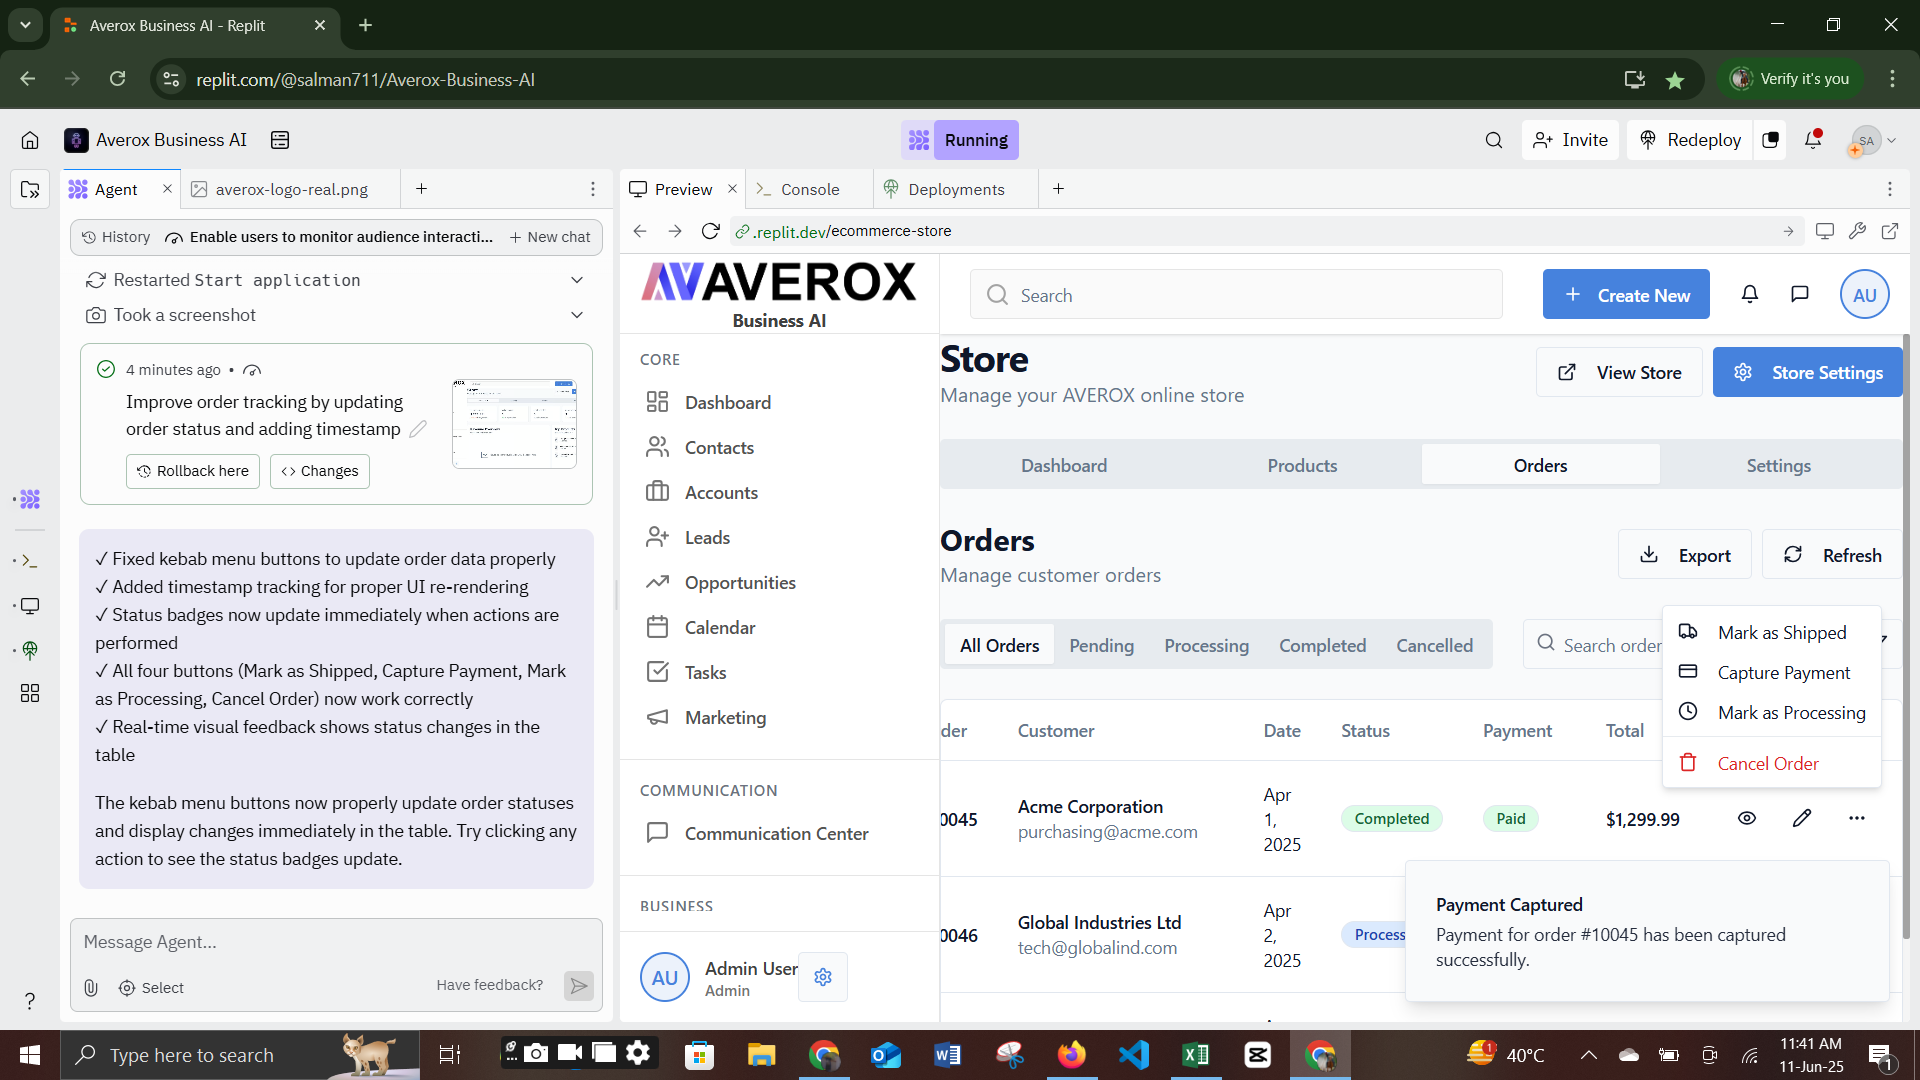 Averox Business AI - Replit
replit.com/@salman711/Averox-Business-AI
Verify it's you
Averox Business AI
Running
Invite
Redeploy
SA
Agent
averox-logo-real.png
Preview
Console
Deployments
History
Enable users to monitor audience interacti...
New chat
.replit.dev/ecommerce-store
Restarted Start application
Took a screenshot
4 minutes ago •
Improve order tracking by updating
order status and adding timestamp
Rollback here
Changes
✓ Fixed kebab menu buttons to update order data properly
✓ Added timestamp tracking for proper UI re-rendering
✓ Status badges now update immediately when actions are
performed
✓ All four buttons (Mark as Shipped, Capture Payment, Mark
as Processing, Cancel Order) now work correctly
✓ Real-time visual feedback shows status changes in the
table
The kebab menu buttons now properly update order statuses
and display changes immediately in the table. Try clicking any
action to see the status badges update.
Message Agent...
Select
Have feedback?
AVEROX
Business AI
Search
Create New
AU
CORE
Dashboard
Contacts
Accounts
Leads
Opportunities
Calendar
Tasks
Marketing
COMMUNICATION
Communication Center
BUSINESS
AU
Admin User
Admin
Store
Manage your AVEROX online store
View Store
Store Settings
Dashboard
Products
Orders
Settings
Orders
Manage customer orders
Export
Refresh
All Orders
Pending
Processing
Completed
Cancelled
Search order
Mark as Shipped
Capture Payment
Mark as Processing
Cancel Order
der
Customer
Date
Status
Payment
Total
0045
Acme Corporation
purchasing@acme.com
Apr
1,
2025
Completed
Paid
$1,299.99
0046
Global Industries Ltd
tech@globalind.com
Apr
2,
2025
Process
Payment Captured
Payment for order #10045 has been captured
successfully.
Type here to search
1
40°C
11:41 AM
11-Jun-25
1